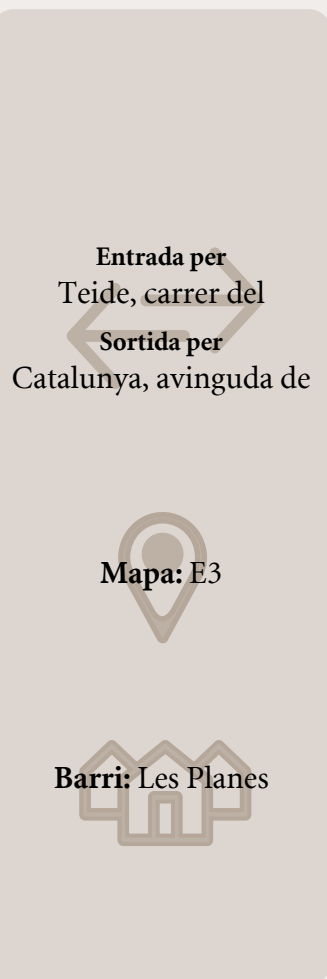 Entrada per
Teide, carrer del
Sortida per
Catalunya, avinguda de
Mapa: E3
Barri: Les Planes